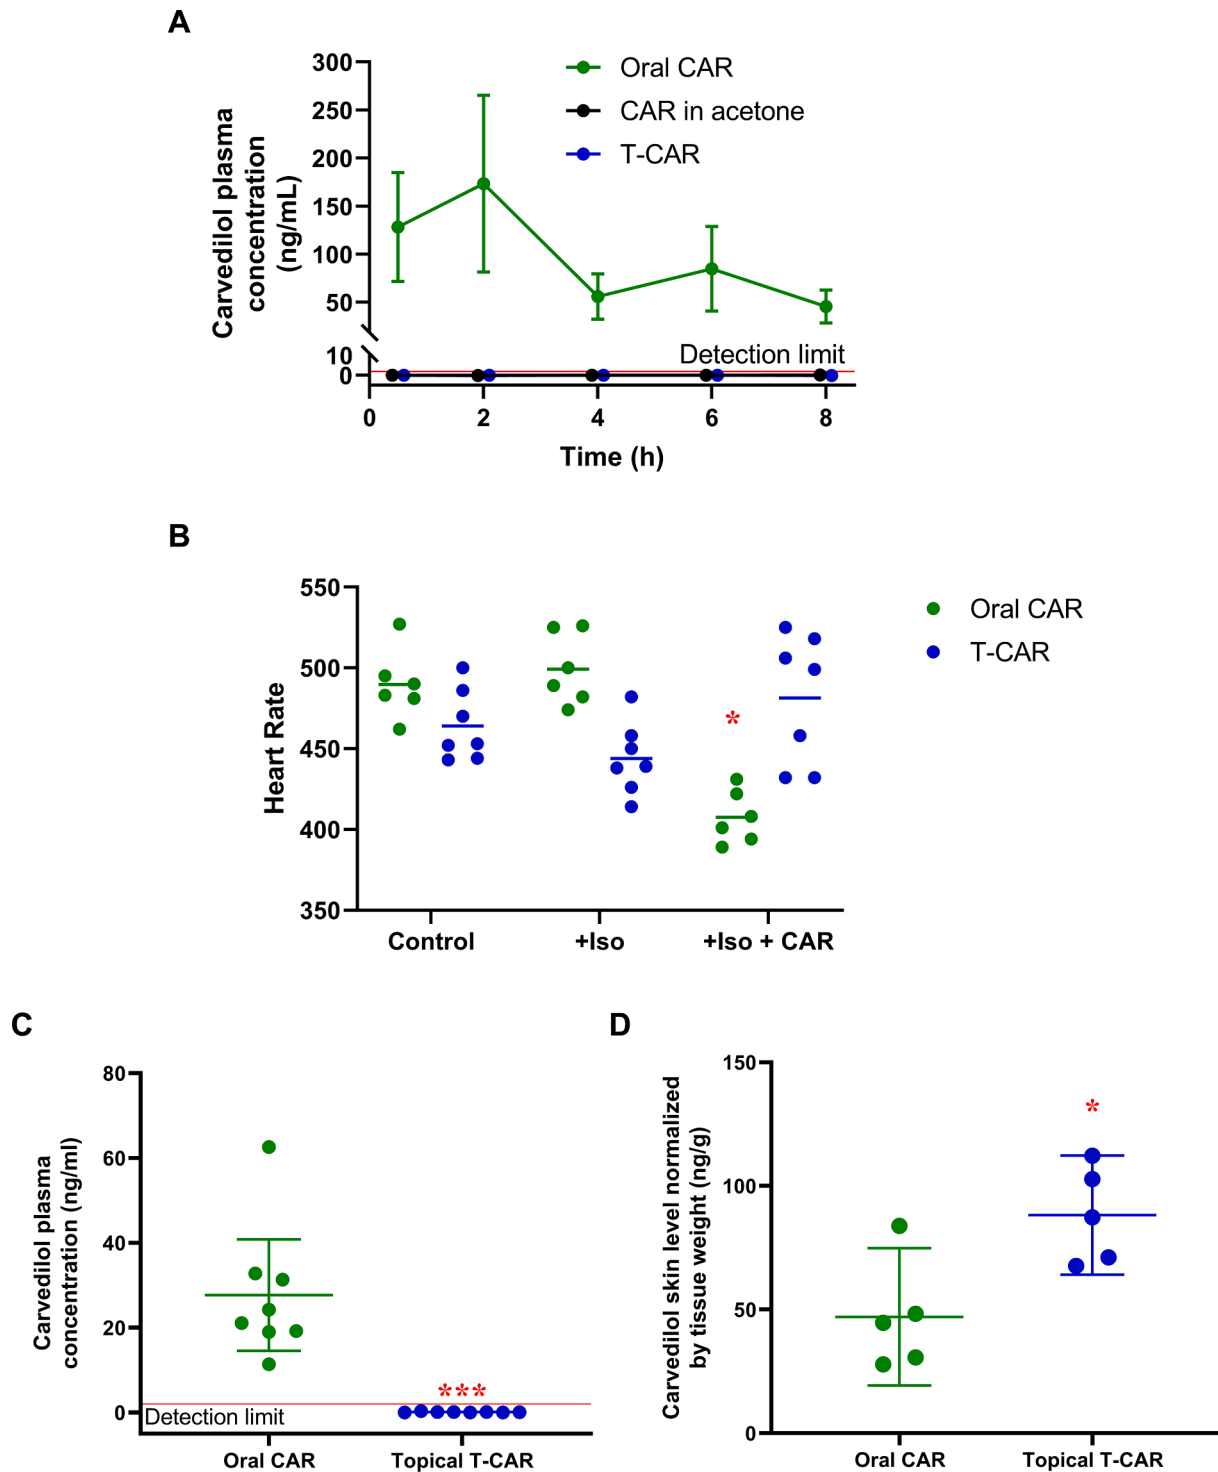 A
Carvedilol plasma
concentration
(ng/mL)
300
250
200
150
100
50
10
0
Oral CAR
CAR in acetone
T-CAR
Detection limit
0 2 4 6 8
Time (h)
B
Heart Rate
550
500
450
400
350
*
Oral CAR
T-CAR
Control +Iso +Iso + CAR
C
Carvedilol plasma
concentration (ng/ml)
80
60
40
20
0
***
Detection limit
Oral CAR Topical T-CAR
D
Carvedilol skin level normalized
by tissue weight (ng/g)
150
100
50
0
*
Oral CAR Topical T-CAR